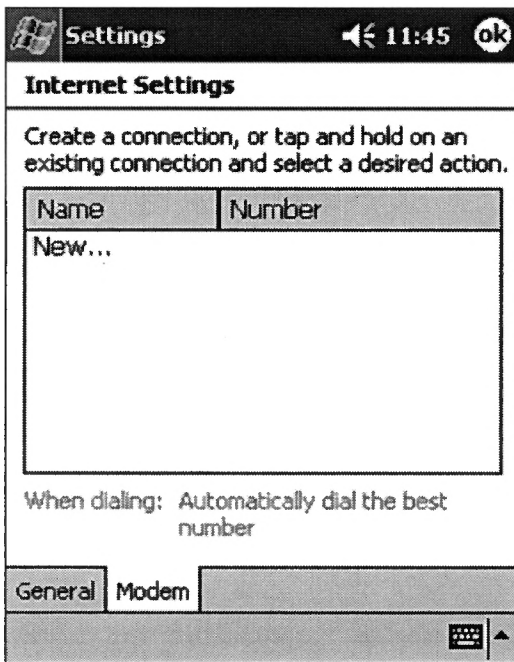 Settings 11:45 ok
Internet Settings
Create a connection, or tap and hold on an
existing connection and select a desired action.
Name Number
New...
When dialing: Automatically dial the best
number
General Modem